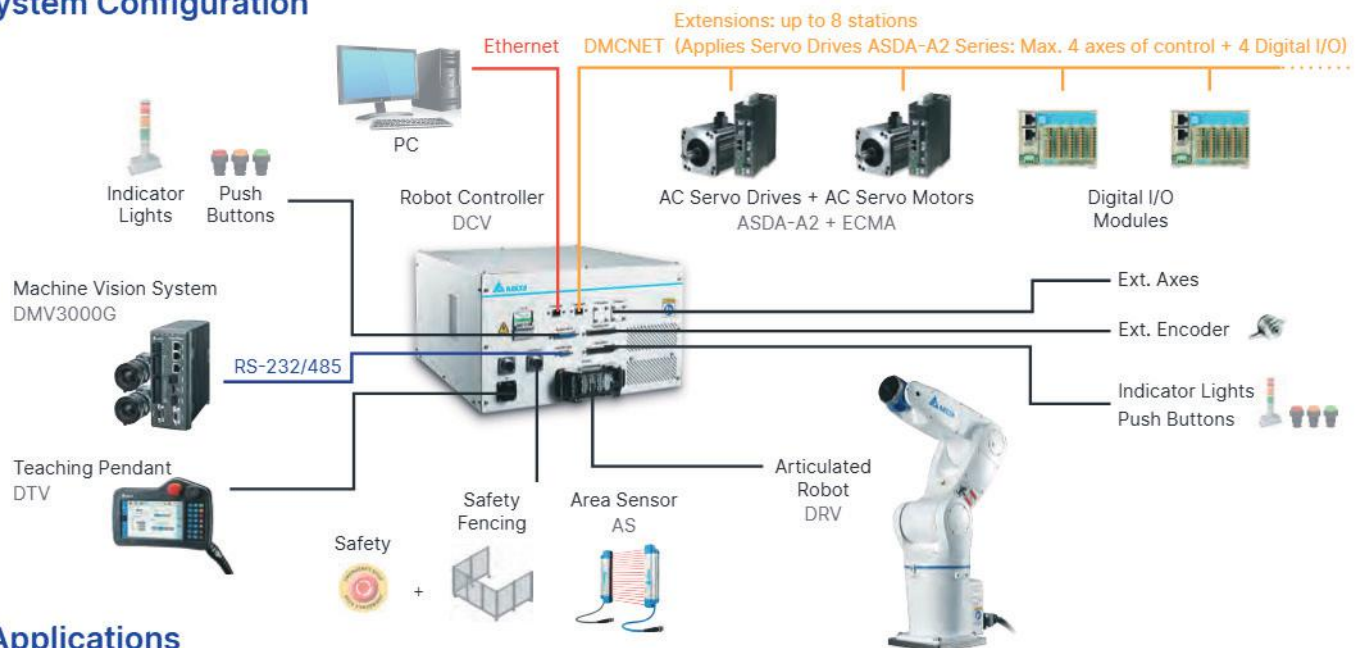 System Configuration
Extensions: up to 8 stations
Ethernet
DMCNET (Applies Servo Drives ASDA-A2 Series: Max. 4 axes of control + 4 Digital I/O)
PC
Indicator
Lights
Push
Buttons
Robot Controller
DCV
AC Servo Drives + AC Servo Motors
ASDA-A2 + ECMA
Digital I/O
Modules
Machine Vision System
DMV3000G
RS-232/485
Ext. Axes
Ext. Encoder
Indicator Lights
Push Buttons
Teaching Pendant
DTV
Safety
+
Safety
Fencing
Area Sensor
AS
Articulated
Robot
DRV
Applications